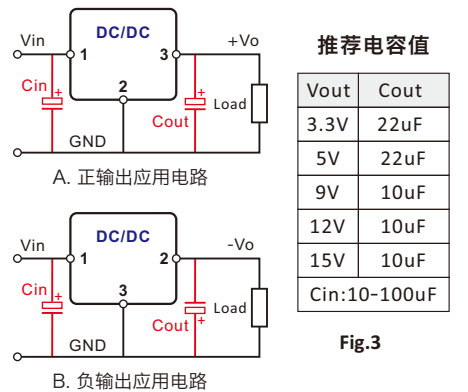 Vin
DC/DC
+Vo
1
3
Cin
+
2
+
Cout
Load
GND
A. 正输出应用电路
Vin
DC/DC
-Vo
1
2
Cin
+
3
Cout
+
Load
GND
B. 负输出应用电路
推荐电容值
Vout Cout
3.3V 22uF
5V 22uF
9V 10uF
12V 10uF
15V 10uF
Cin:10-100uF
Fig.3